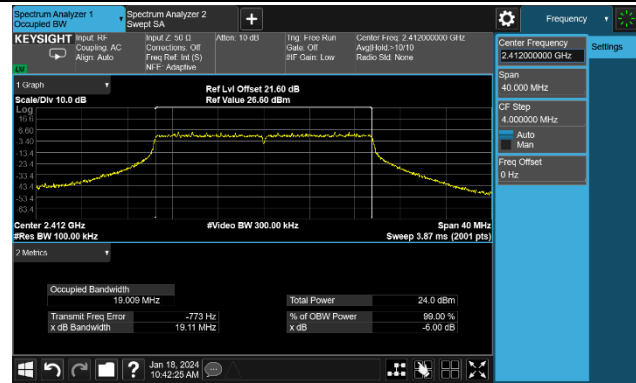 Spectrum Analyzer 1
Occupied BW
Spectrum Analyzer 2
Swept SA
+
Frequency
KEYSIGHT
Input: RF
Coupling: AC
Align: Auto
Input Z: 50 Ω
Corrections: Off
Freq Ref: Int (S)
NFE: Adaptive
Atten: 10 dB
Trig: Free Run
Gate: Off
#IF Gain: Low
Center Freq: 2.412000000 GHz
Avg|Hold:>10/10
Radio Std: None
Center Frequency
2.412000000 GHz
Settings
Span
40.000 MHz
CF Step
4.000000 MHz
Auto
Man
Freq Offset
0 Hz
1 Graph
Scale/Div 10.0 dB
Ref Lvl Offset 21.60 dB
Ref Value 26.60 dBm
Log
16.6
6.60
-3.40
-13.4
-23.4
-33.4
-43.4
-53.4
-63.4
Center 2.412 GHz
#Res BW 100.00 kHz
#Video BW 300.00 kHz
Span 40 MHz
Sweep 3.87 ms (2001 pts)
2 Metrics
Occupied Bandwidth
19.009 MHz
Total Power 24.0 dBm
Transmit Freq Error -773 Hz
% of OBW Power 99.00 %
x dB Bandwidth 19.11 MHz
x dB -6.00 dB
?
Jan 18, 2024
10:42:25 AM